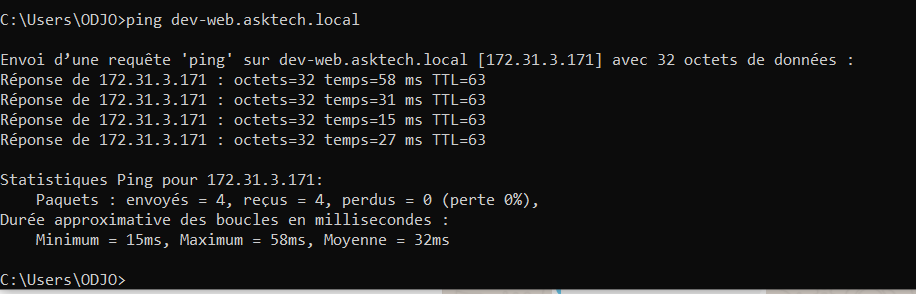 C:\Users\ODJO>ping dev-web.asktech.local
Envoi d’une requête 'ping' sur dev-web.asktech.local [172.31.3.171] avec 32 octets de données :
Réponse de 172.31.3.171 : octets=32 temps=58 ms TTL=63
Réponse de 172.31.3.171 : octets=32 temps=31 ms TTL=63
Réponse de 172.31.3.171 : octets=32 temps=15 ms TTL=63
Réponse de 172.31.3.171 : octets=32 temps=27 ms TTL=63
Statistiques Ping pour 172.31.3.171:
    Paquets : envoyés = 4, reçus = 4, perdus = 0 (perte 0%),
Durée approximative des boucles en millisecondes :
    Minimum = 15ms, Maximum = 58ms, Moyenne = 32ms
C:\Users\ODJO>